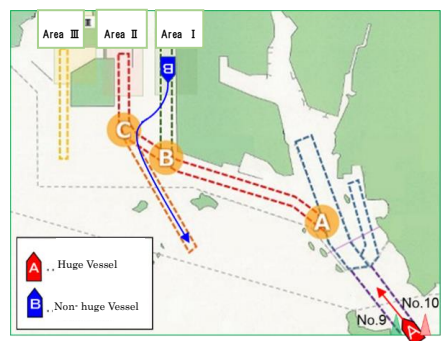 Area Ⅲ
Area Ⅱ
Area Ⅰ
B
C
B
A
A ,, Huge Vessel
B ,, Non- huge Vessel
No.10
No.9
A